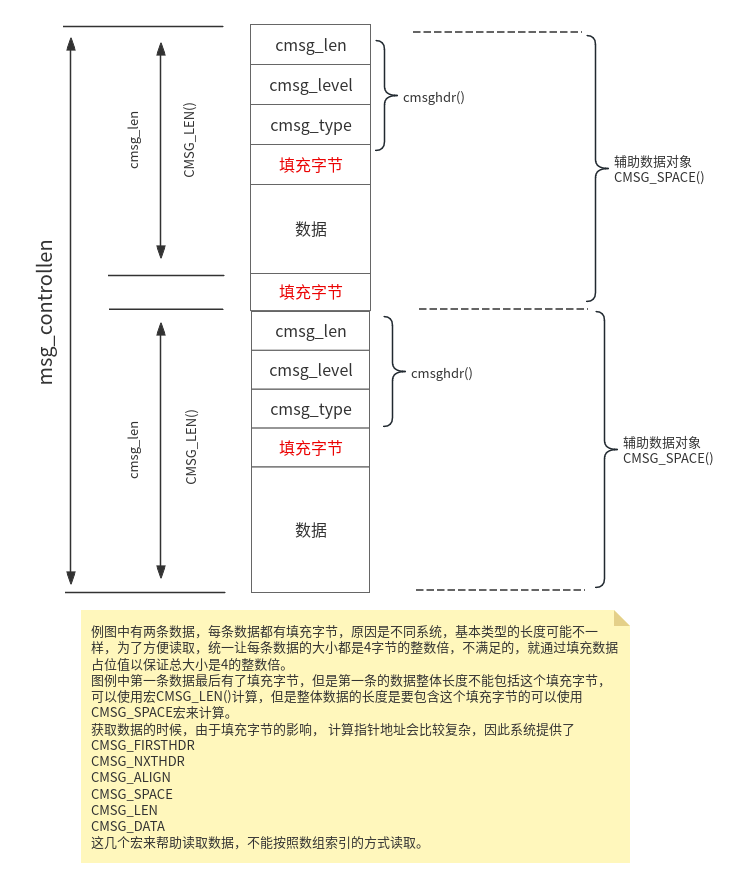 cmsg_len
cmsg_level
cmsg_type
填充字节
数据
填充字节
cmsghdr()
辅助数据对象
CMSG_SPACE()
cmsg_len
CMSG_LEN()
msg_controllen
cmsg_len
cmsg_level
cmsg_type
填充字节
数据
cmsghdr()
辅助数据对象
CMSG_SPACE()
cmsg_len
CMSG_LEN()
例图中有两条数据，每条数据都有填充字节，原因是不同系统，基本类型的长度可能不一
样，为了方便读取，统一让每条数据的大小都是4字节的整数倍，不满足的，就通过填充数据
占位值以保证总大小是4的整数倍。
图例中第一条数据最后有了填充字节，但是第一条的数据整体长度不能包括这个填充字节，
可以使用宏CMSG_LEN()计算，但是整体数据的长度是要包含这个填充字节的可以使用
CMSG_SPACE宏来计算。
获取数据的时候，由于填充字节的影响， 计算指针地址会比较复杂，因此系统提供了
CMSG_FIRSTHDR
CMSG_NXTHDR
CMSG_ALIGN
CMSG_SPACE
CMSG_LEN
CMSG_DATA
这几个宏来帮助读取数据，不能按照数组索引的方式读取。